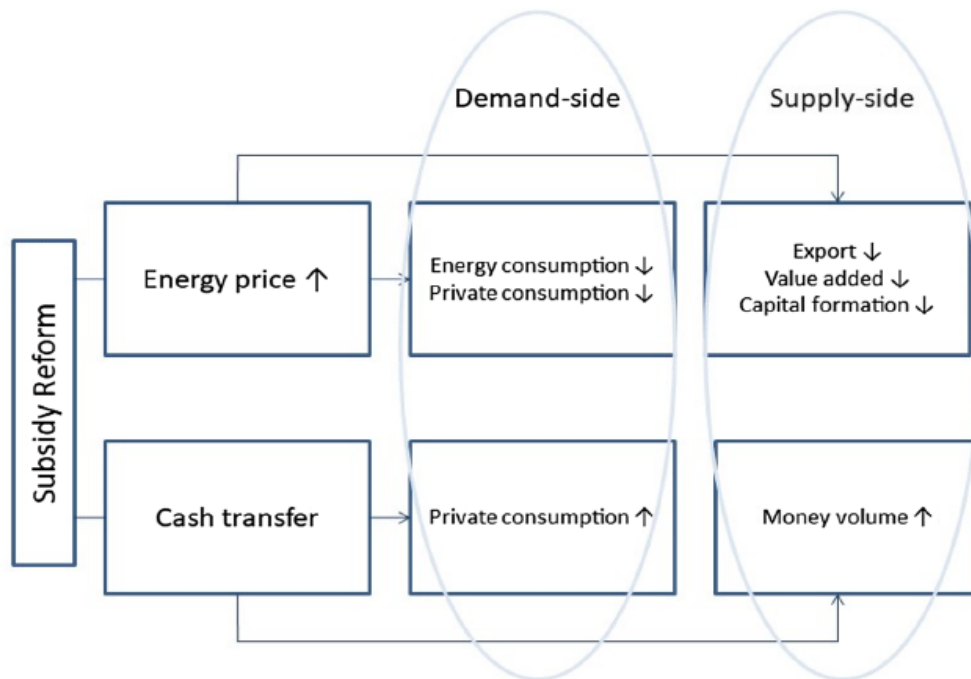 Demand-side
Supply-side
Subsidy Reform
Energy price ↑
Energy consumption ↓
Private consumption ↓
Export ↓
Value added ↓
Capital formation ↓
Cash transfer
Private consumption ↑
Money volume ↑